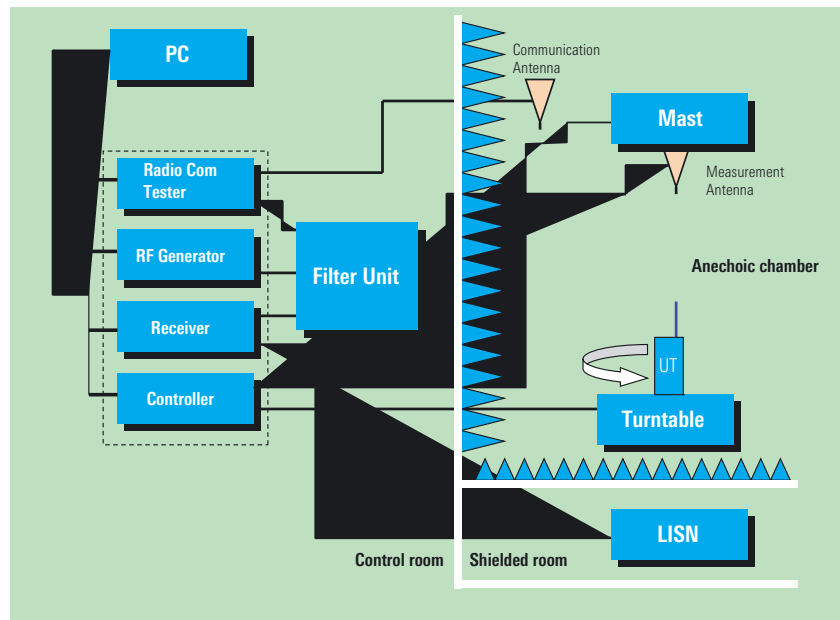 PC
Communication
Antenna
Mast
Radio Com
Tester
Measurement
Antenna
RF Generator
Filter Unit
Anechoic chamber
Receiver
UT
Controller
Turntable
LISN
Control room
Shielded room